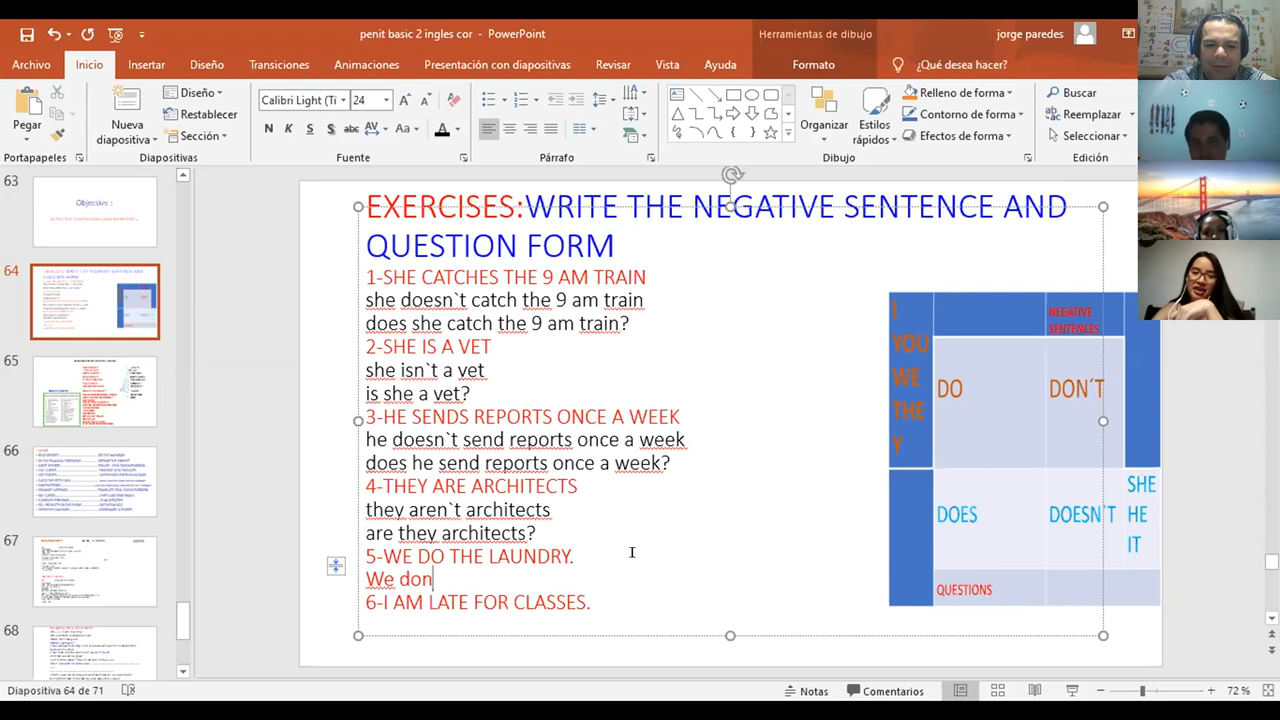 penit basic 2 ingles cor - PowerPoint
Herramientas de dibujo
jorge paredes
Archivo
Inicio
Insertar
Diseño
Transiciones
Animaciones
Presentación con diapositivas
Revisar
Vista
Ayuda
Formato
¿Qué desea hacer?
Pegar
Portapapeles
Nueva
diapositiva
Diseño
Restablecer
Sección
Diapositivas
Calibri Light (Ti
24
N K S abc AV Aa A
Fuente
Párrafo
Organizar
Estilos
rápidos
Relleno de forma
Contorno de forma
Efectos de forma
Dibujo
Buscar
Reemplazar
Seleccionar
Edición
63
Objective :
64
65
66
67
68
EXERCISES:WRITE THE NEGATIVE SENTENCE AND
QUESTION FORM
1-SHE CATCHES THE 9 AM TRAIN
she doesn`t catch the 9 am train
does she catch the 9 am train?
2-SHE IS A VET
she isn`t a vet
is she a vet?
3-HE SENDS REPORTS ONCE A WEEK
he doesn`t send reports once a week
does he send reports once a week?
4-THEY ARE ARCHITECTS
they aren`t architects
are they architects?
5-WE DO THE LUNDRY.
We don
6-I AM LATE FOR CLASSES.
NEGATIVE
SENTENCES
I
YOU
WE
THE
Y
DO
DON´T
DOES
DOESN´T
SHE
HE
IT
QUESTIONS
Diapositiva 64 de 71
Notas
Comentarios
72 %